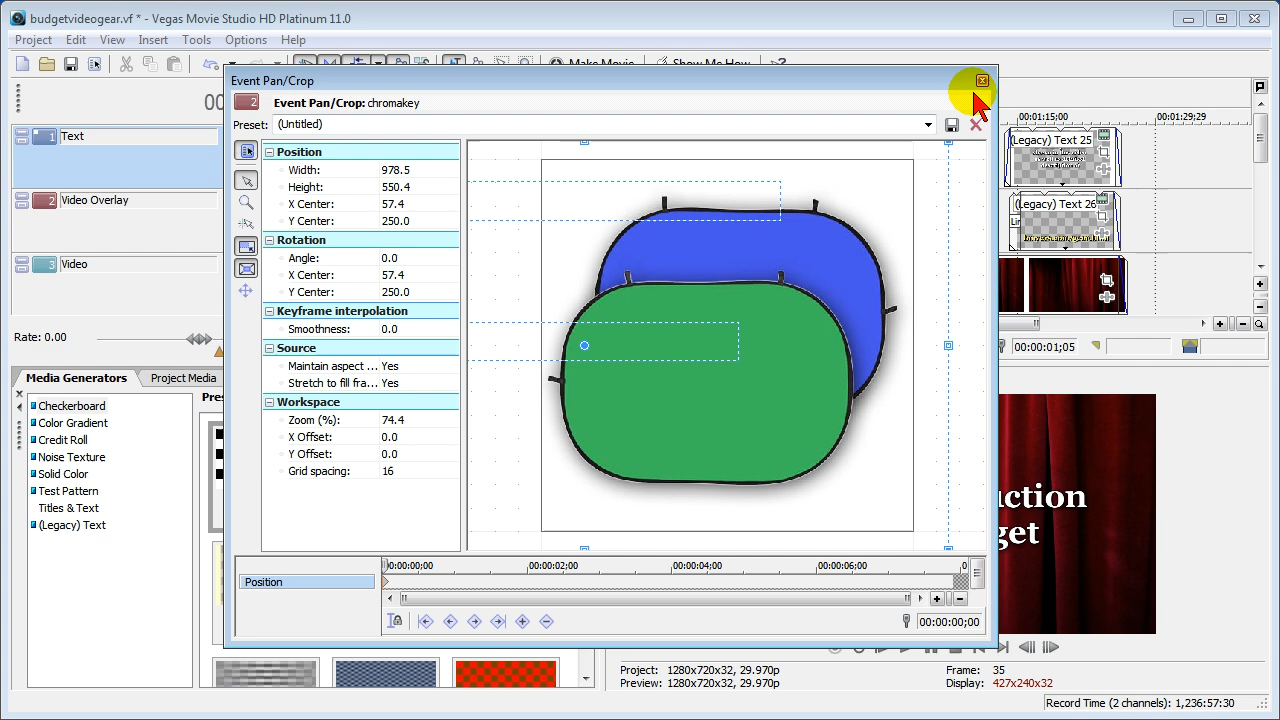 budgetvideogear.vf * - Vegas Movie Studio HD Platinum 11.0
Project Edit View Insert Tools Options Help
Make Movie Show Me How
Event Pan/Crop
2 Event Pan/Crop: chromakey
Preset: (Untitled)
00:01:15:00 00:01:29;29
1 Text
(Legacy) Text 25
2 Video Overlay
(Legacy) Text 26
3 Video
Position
Width: 978.5
Height: 550.4
X Center: 57.4
Y Center: 250.0
Rotation
Angle: 0.0
X Center: 57.4
Y Center: 250.0
Keyframe interpolation
Smoothness: 0.0
Source
Maintain aspect ... Yes
Stretch to fill fra... Yes
Workspace
Zoom (%): 74.4
X Offset: 0.0
Y Offset: 0.0
Grid spacing: 16
Rate: 0.00
00:00:01;05
Media Generators Project Media
Pres
Checkerboard
Color Gradient
Credit Roll
Noise Texture
Solid Color
Test Pattern
Titles & Text
(Legacy) Text
uction
get
00:00:00;00 00:00:02;00 00:00:04;00 00:00:06;00 0
Position
00:00:00;00
Project: 1280x720x32, 29.970p Frame: 35
Preview: 1280x720x32, 29.970p Display: 427x240x32
Record Time (2 channels): 1,236:57:30